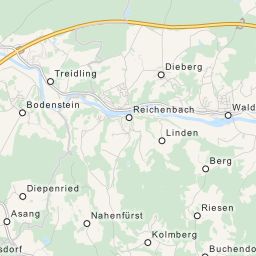 Dieberg
Treidling
Bodenstein
Reichenbach
Wald
Linden
Berg
Diepenried
Riesen
Asang
Nahenfürst
Kolmberg
sdorf
Buchendo